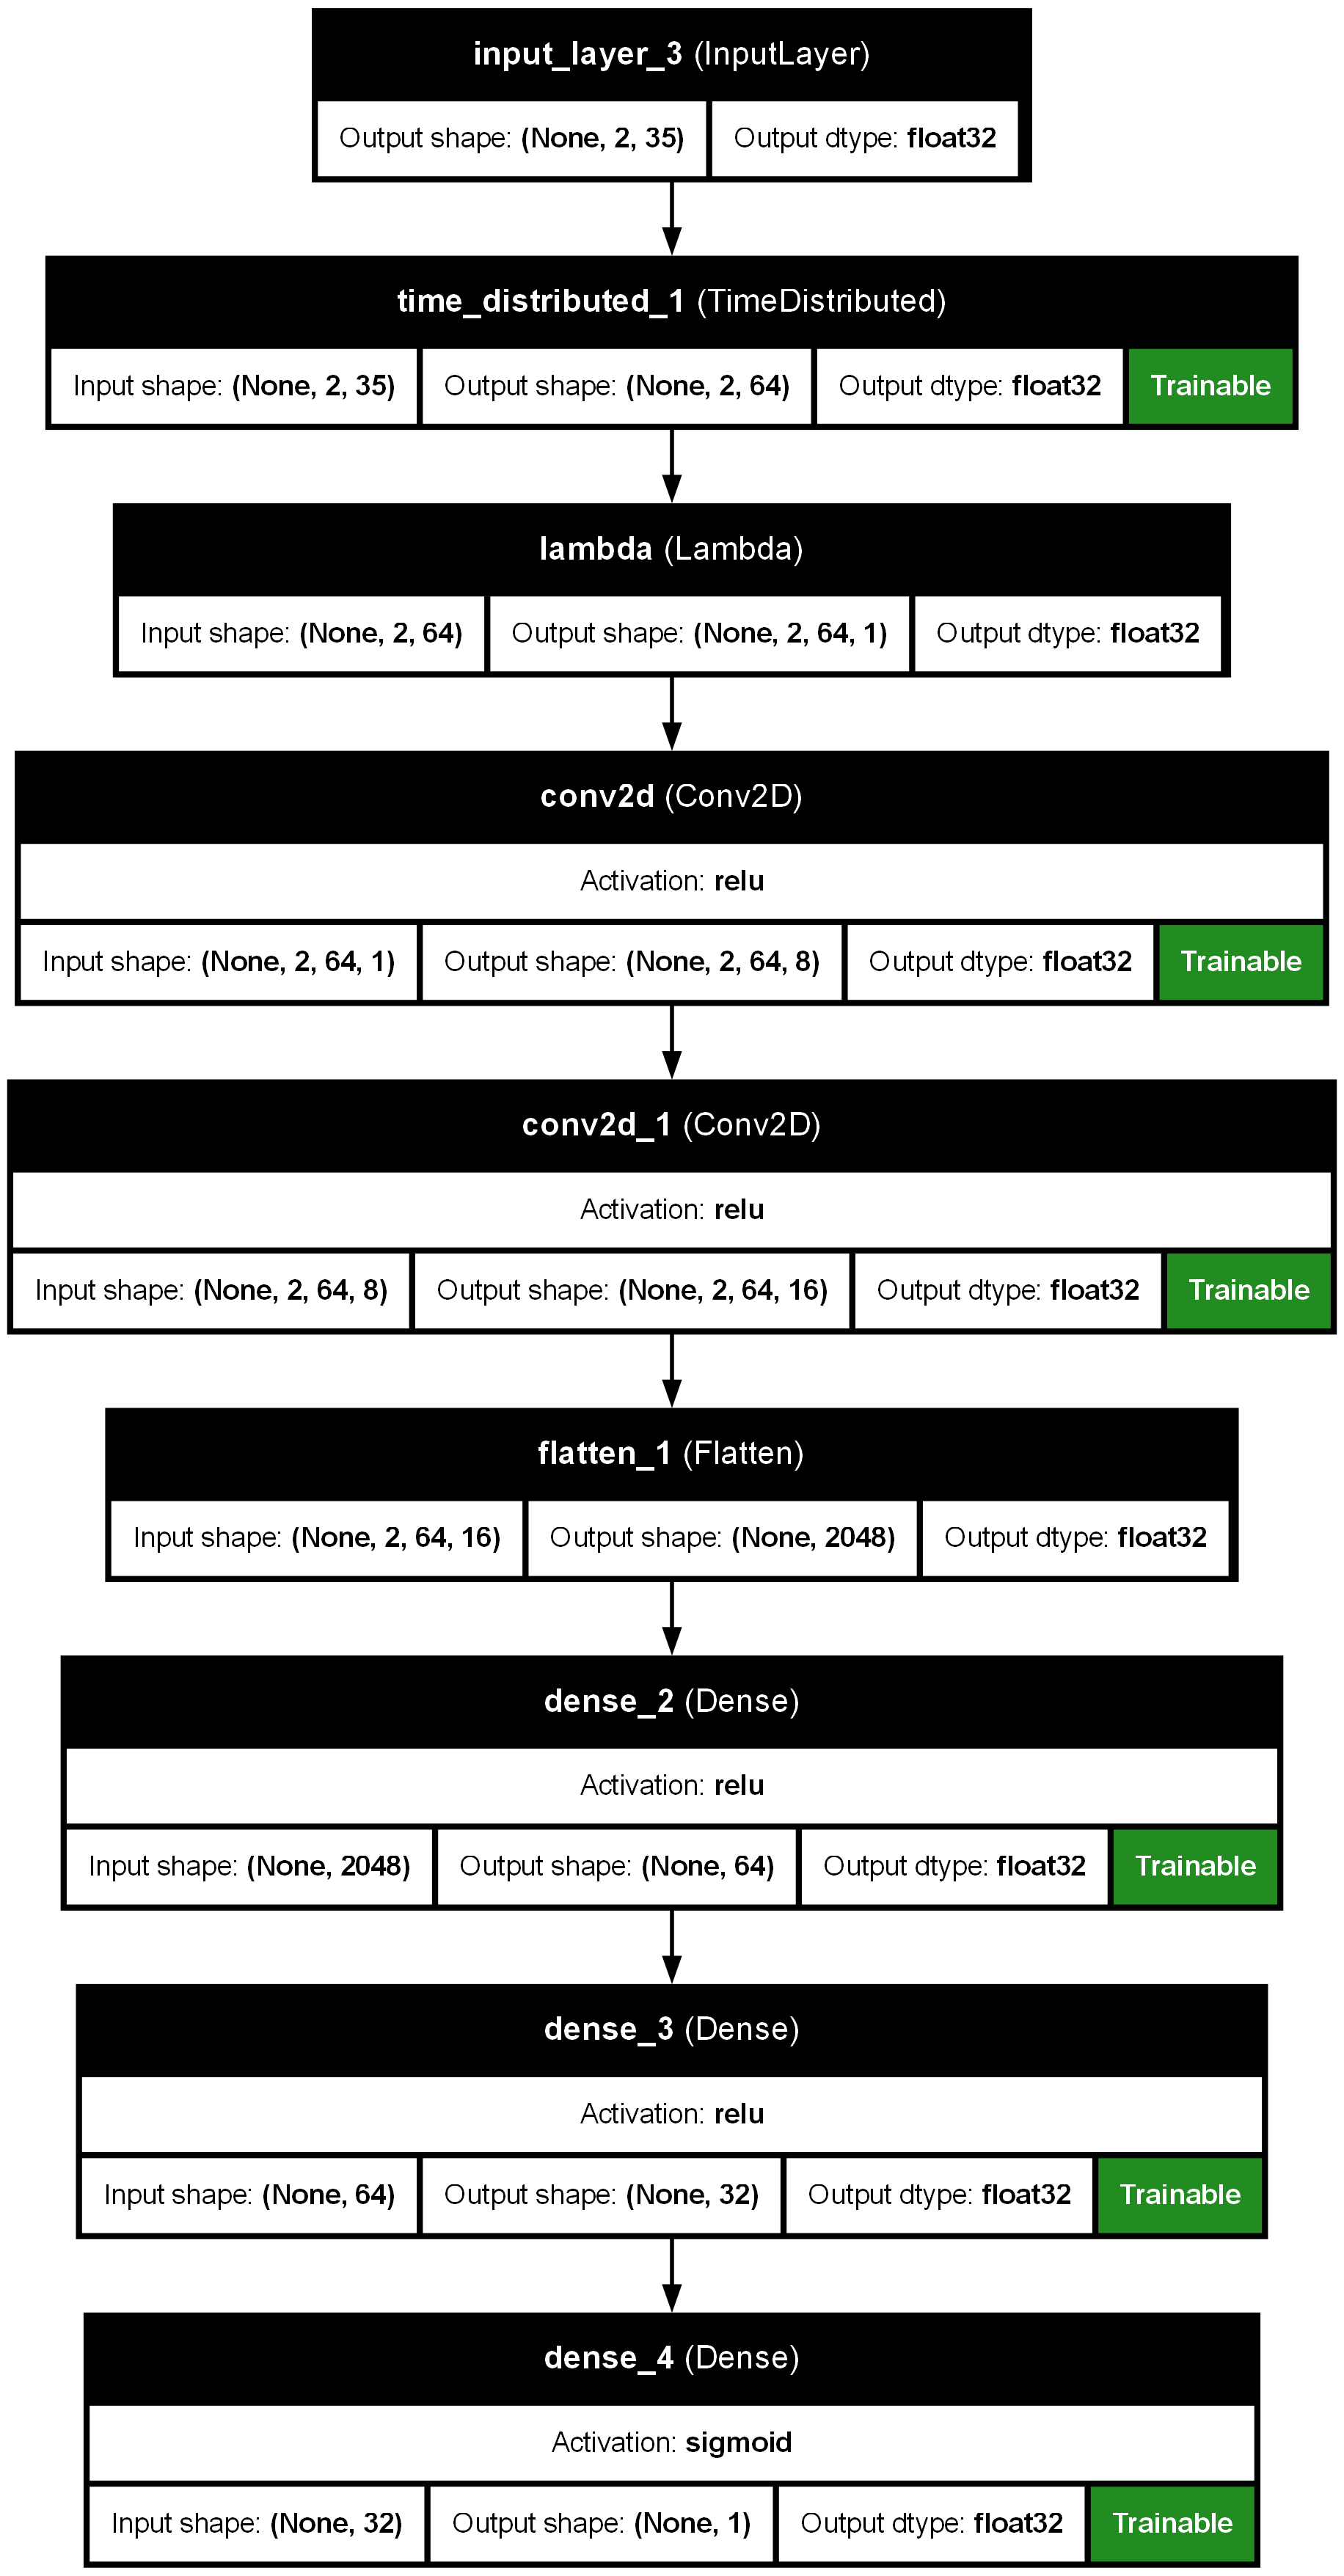 input_layer_3 (InputLayer)
Output shape: (None, 2, 35) Output dtype: float32
time_distributed_1 (TimeDistributed)
Input shape: (None, 2, 35) Output shape: (None, 2, 64) Output dtype: float32 Trainable
lambda (Lambda)
Input shape: (None, 2, 64) Output shape: (None, 2, 64, 1) Output dtype: float32
conv2d (Conv2D)
Activation: relu
Input shape: (None, 2, 64, 1) Output shape: (None, 2, 64, 8) Output dtype: float32 Trainable
conv2d_1 (Conv2D)
Activation: relu
Input shape: (None, 2, 64, 8) Output shape: (None, 2, 64, 16) Output dtype: float32 Trainable
flatten_1 (Flatten)
Input shape: (None, 2, 64, 16) Output shape: (None, 2048) Output dtype: float32
dense_2 (Dense)
Activation: relu
Input shape: (None, 2048) Output shape: (None, 64) Output dtype: float32 Trainable
dense_3 (Dense)
Activation: relu
Input shape: (None, 64) Output shape: (None, 32) Output dtype: float32 Trainable
dense_4 (Dense)
Activation: sigmoid
Input shape: (None, 32) Output shape: (None, 1) Output dtype: float32 Trainable